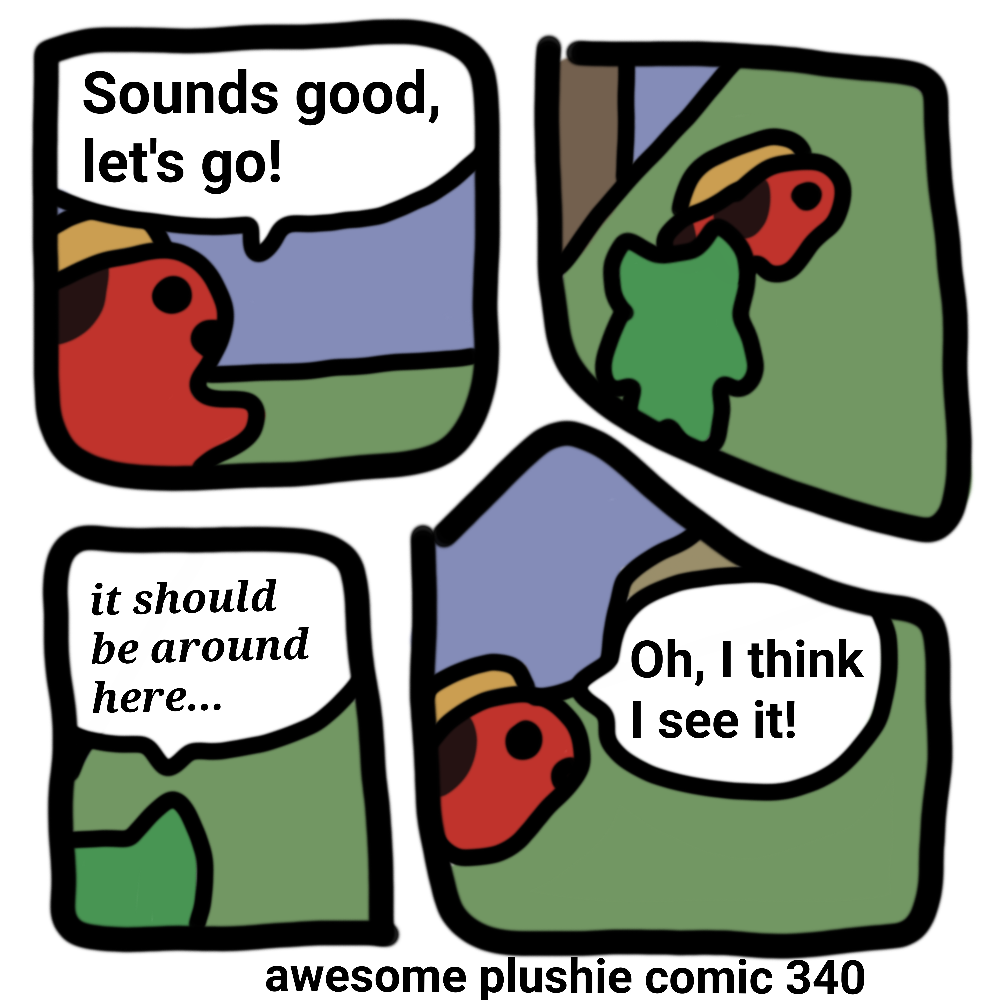 Sounds good,
let's go!
it should
be around
here...
Oh, I think
I see it!
awesome plushie comic 340